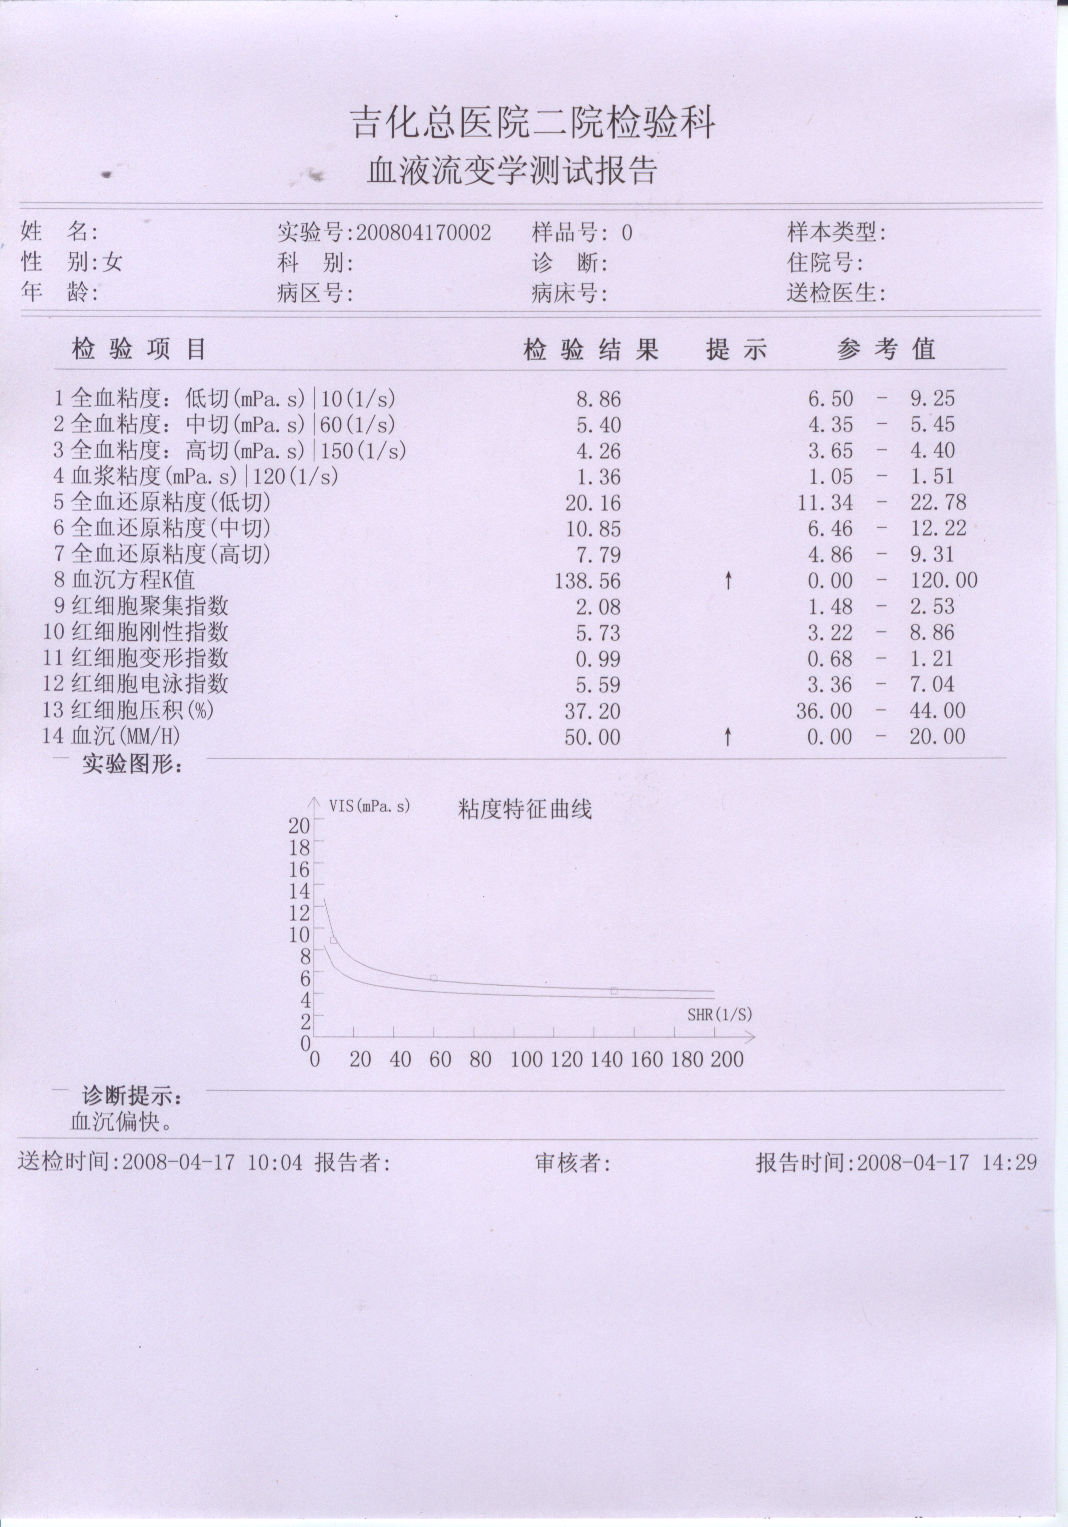 吉化总医院二院检验科
血液流变学测试报告
姓 名: 实验号:200804170002 样品号: 0 样本类型:
性 别:女 科 别: 诊 断: 住院号:
年 龄: 病区号: 病床号: 送检医生:
检 验 项 目 检 验 结 果 提 示 参 考 值
1 全血粘度: 低切(mPa.s)|10(1/s) 8.86 6.50 - 9.25
2 全血粘度: 中切(mPa.s)|60(1/s) 5.40 4.35 - 5.45
3 全血粘度: 高切(mPa.s)|150(1/s) 4.26 3.65 - 4.40
4 血浆粘度(mPa.s)|120(1/s) 1.36 1.05 - 1.51
5 全血还原粘度(低切) 20.16 11.34 - 22.78
6 全血还原粘度(中切) 10.85 6.46 - 12.22
7 全血还原粘度(高切) 7.79 4.86 - 9.31
8 血沉方程K值 138.56 ↑ 0.00 - 120.00
9 红细胞聚集指数 2.08 1.48 - 2.53
10 红细胞刚性指数 5.73 3.22 - 8.86
11 红细胞变形指数 0.99 0.68 - 1.21
12 红细胞电泳指数 5.59 3.36 - 7.04
13 红细胞压积(%) 37.20 36.00 - 44.00
14 血沉(MM/H) 50.00 ↑ 0.00 - 20.00
实验图形:
VIS(mPa.s) 粘度特征曲线
20
18
16
14
12
10
8
6
4
2
0
SHR(1/S)
0 20 40 60 80 100 120 140 160 180 200
诊断提示:
血沉偏快。
送检时间:2008-04-17 10:04 报告者: 审核者: 报告时间:2008-04-17 14:29